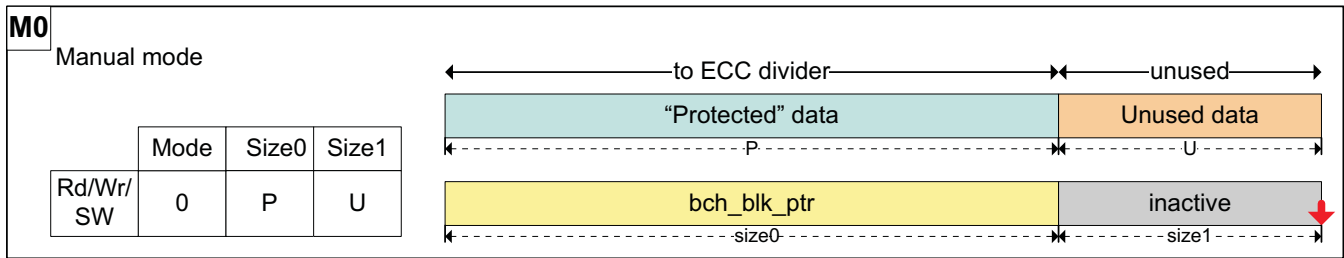 M0
Manual mode
to ECC divider
unused
“Protected” data
Unused data
Mode Size0 Size1
P
U
Rd/Wr/
SW
0 P U
bch_blk_ptr
inactive
size0
size1